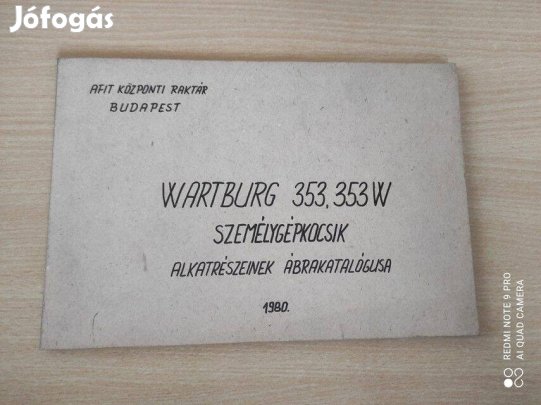 Jófogás
AFIT KÖZPONTI RAKTÁR
BUDAPEST
WARTBURG 353, 353W
SZEMÉLYGÉPKOCSIK
ALKATRÉSZEINEK ÁBRAKATALÓGUSA
1980.
REDMI NOTE 9 PRO
AI QUAD CAMERA